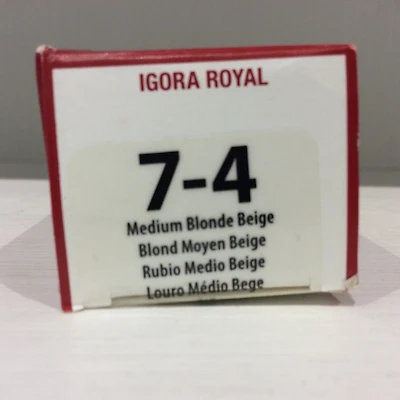 IGORA ROYAL
7-4
Medium Blonde Beige
Blond Moyen Beige
Rubio Medio Beige
Louro Médio Bege